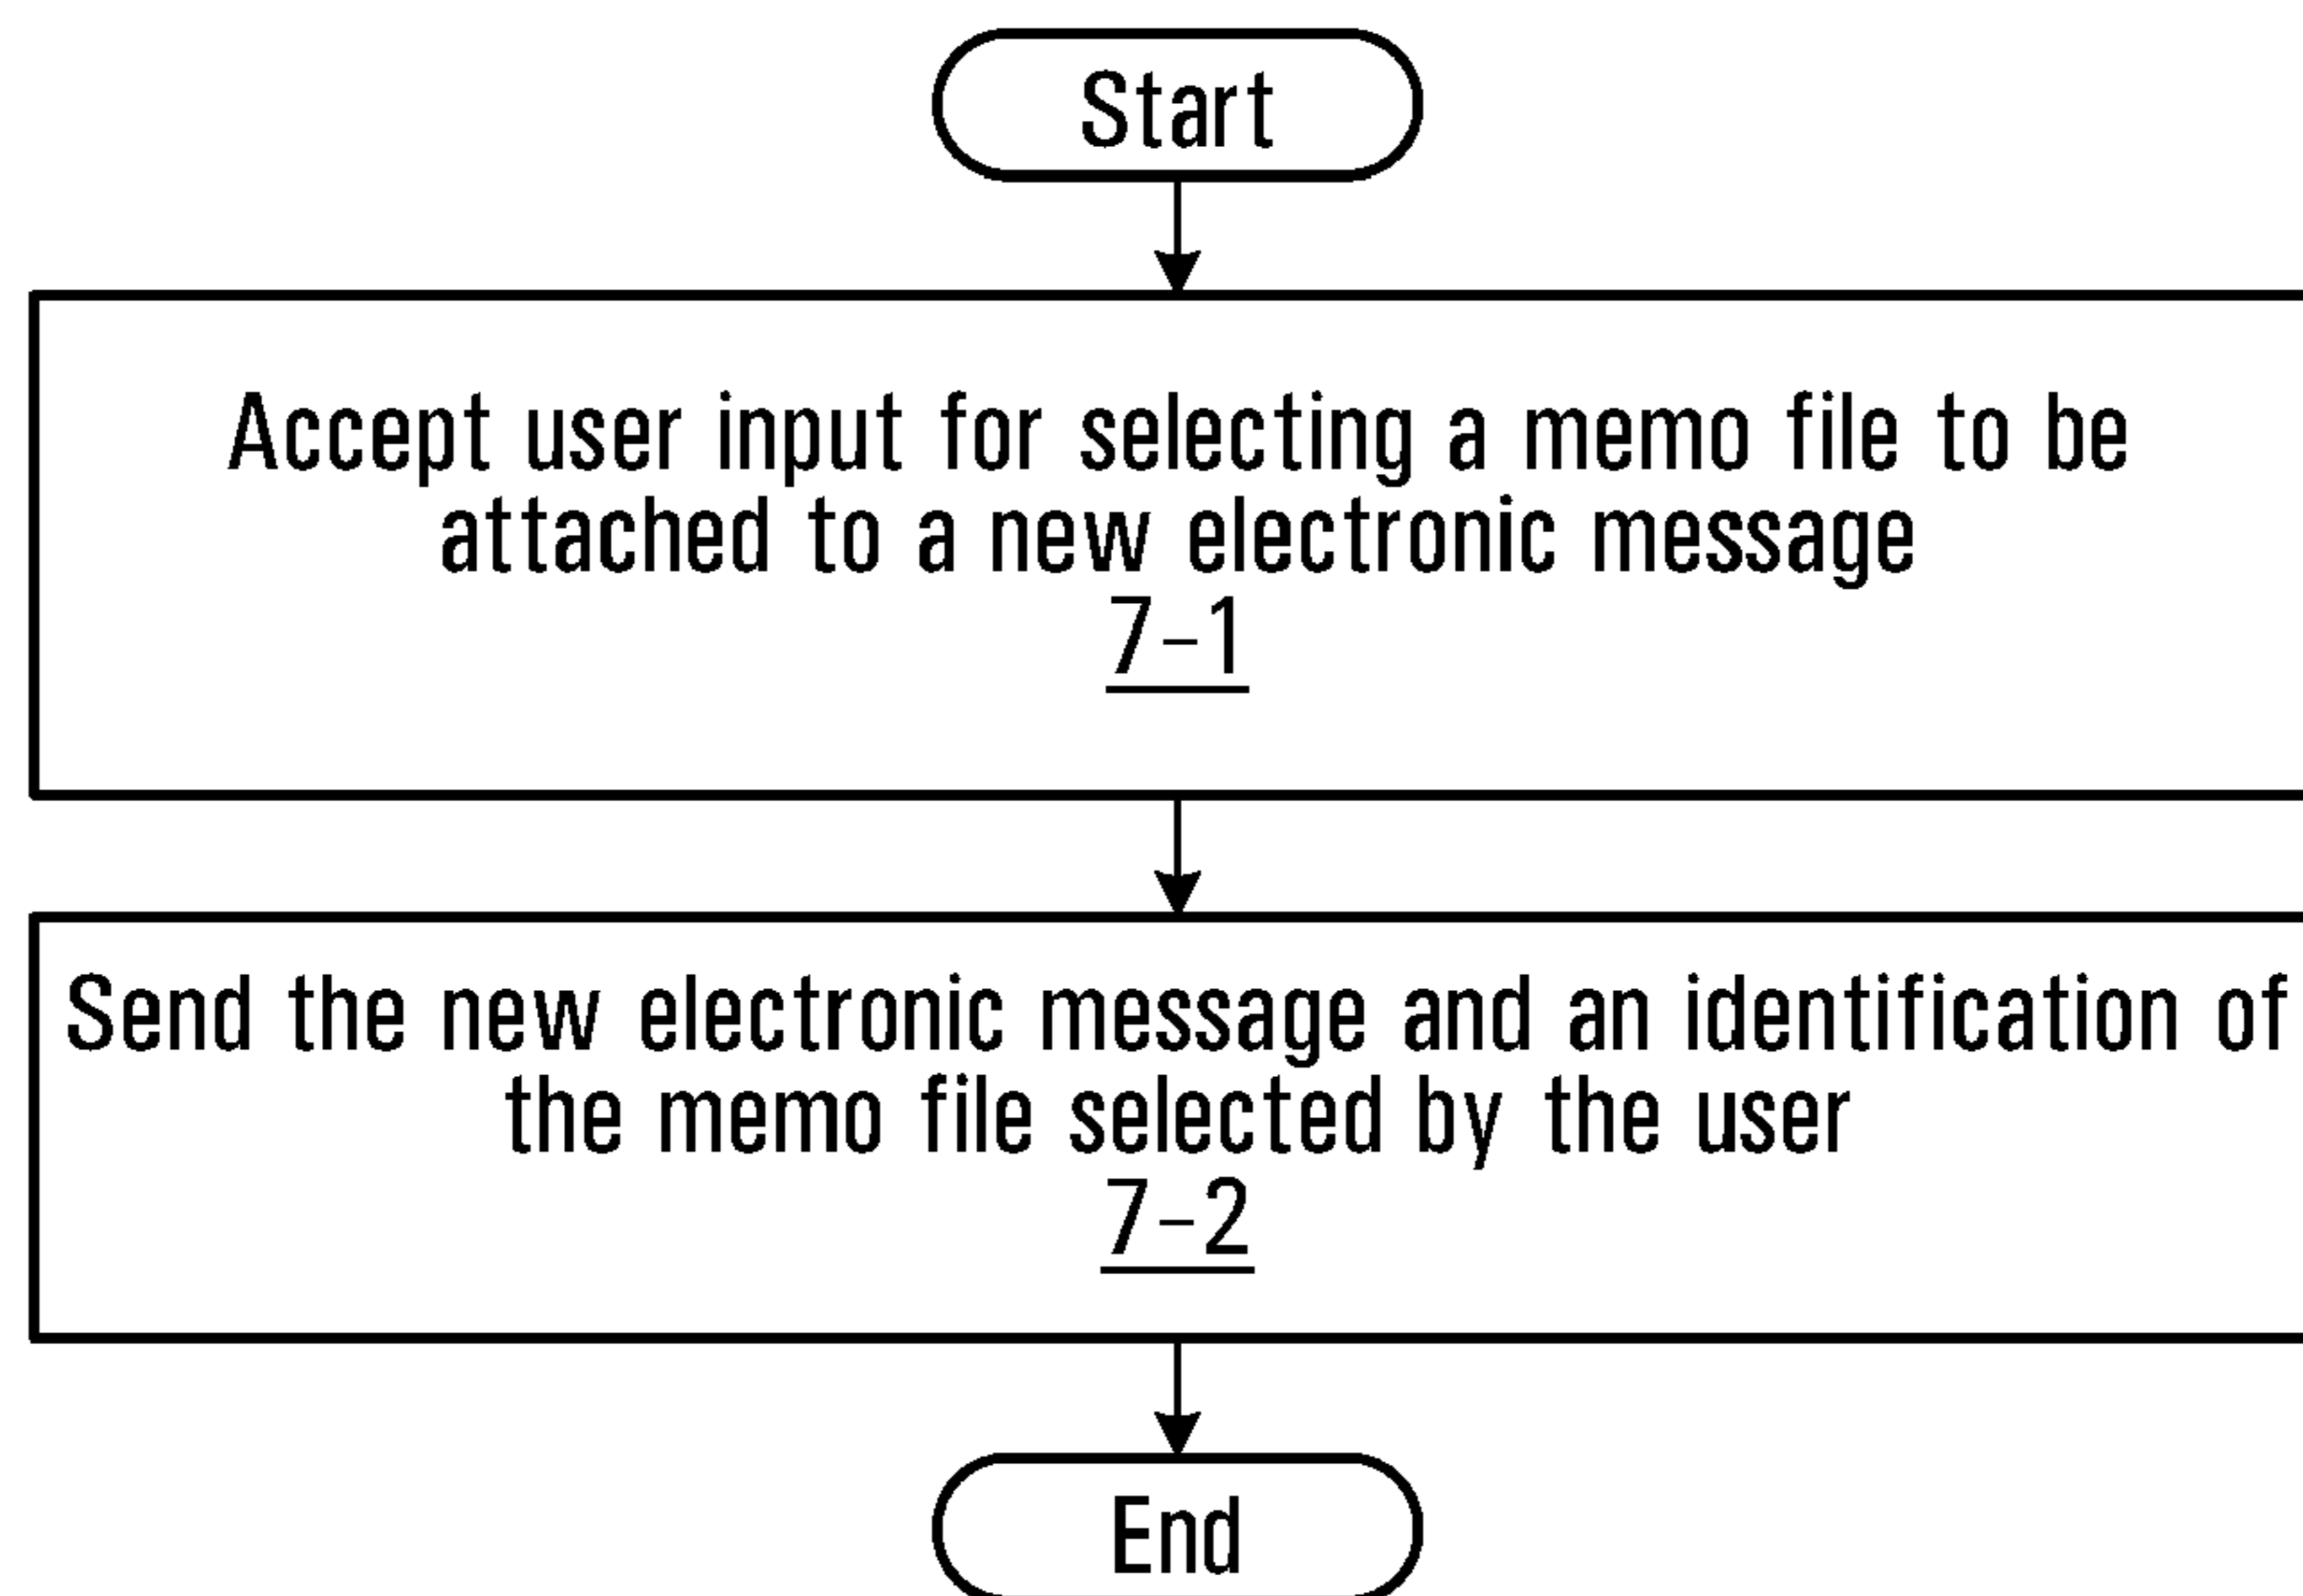 Start
Accept user input for selecting a memo file to be
attached to a new electronic message
7-1
Send the new electronic message and an identification of
the memo file selected by the user
7-2
End